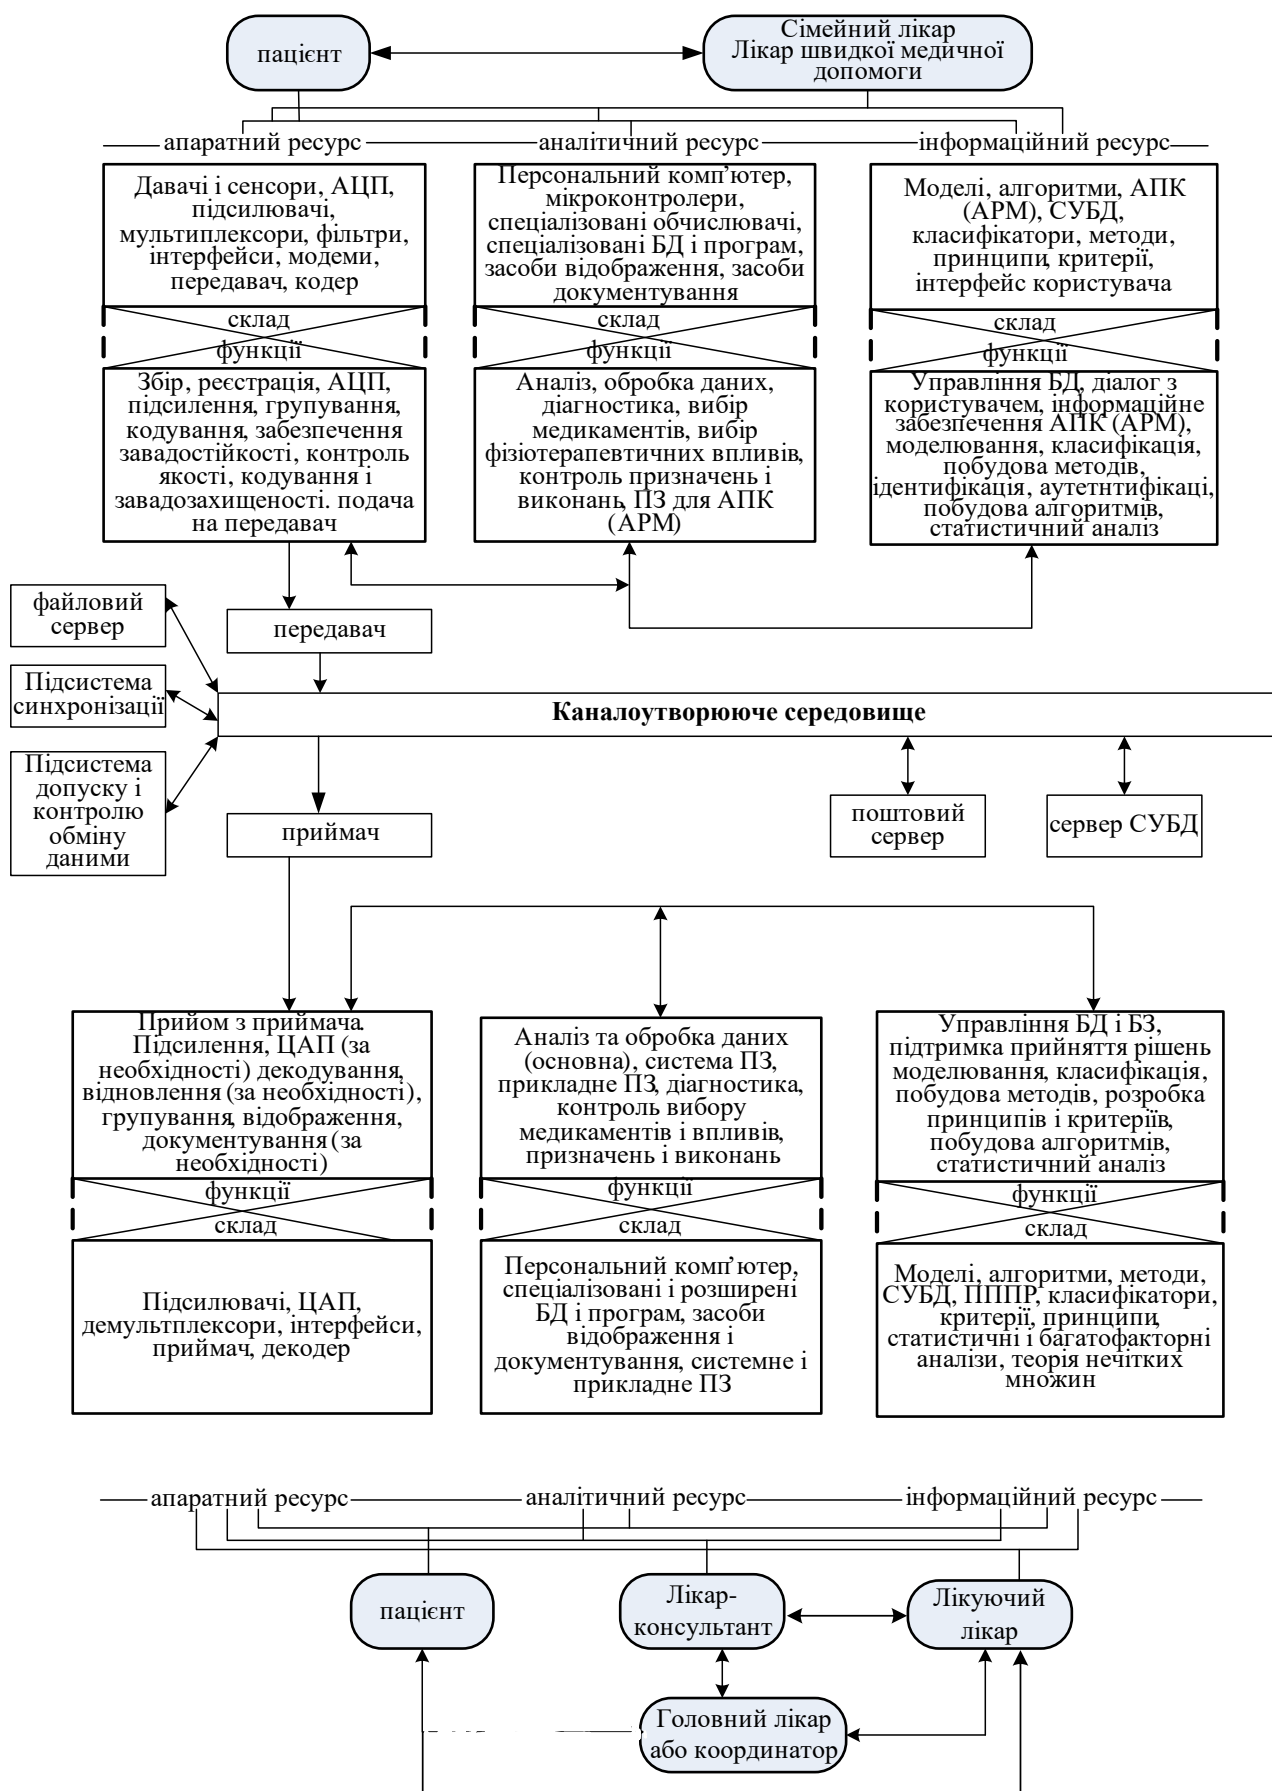 пацієнт
Сімейний лікар
Лікар швидкої медичної
допомоги
апаратний ресурс
аналітичний ресурс
інформаційний ресурс
Давачі і сенсори, АЦП,
підсилювачі,
мультиплексори, фільтри,
інтерфейси, модеми,
передавач, кодер
склад
функції
Збір, реєстрація, АЦП,
підсилення, групування,
кодування, забезпечення
завадостійкості, контроль
якості, кодування і
завадозахищеності. подача
на передавач
Персональний комп'ютер,
мікроконтролери,
спеціалізовані обчислювачі,
спеціалізовані БД і програм,
засоби відображення, засоби
документування
склад
функції
Аналіз, обробка даних,
діагностика, вибір
медикаментів, вибір
фізіотерапевтичних впливів,
контроль призначень і
виконань, ПЗ для АПК
(АРМ)
Моделі, алгоритми, АПК
(АРМ), СУБД,
класифікатори, методи,
принципи, критерії,
інтерфейс користувача
склад
функції
Управління БД, діалог з
користувачем, інформаційне
забезпечення АПК (АРМ),
моделювання, класифікація,
побудова методів,
ідентифікація, аутетнтифікаці,
побудова алгоритмів,
статистичний аналіз
файловий
сервер
передавач
Підсистема
синхронізації
Каналоутворююче середовище
Підсистема
допуску і
контролю
обміну
даними
приймач
поштовий
сервер
сервер СУБД
Прийом з приймача.
Підсилення, ЦАП (за
необхідності) декодування,
відновлення (за необхідності),
групування, відображення,
документування (за
необхідності)
функції
склад
Підсилювачі, ЦАП,
демультплексори, інтерфейси,
приймач, декодер
Аналіз та обробка даних
(основна), система ПЗ,
прикладне ПЗ, діагностика,
контроль вибору
медикаментів і впливів,
призначень і виконань
функції
склад
Персональний комп'ютер,
спеціалізовані і розширені
БД і програм, засоби
відображення і
документування, системне і
прикладне ПЗ
Управління БД і БЗ,
підтримка прийняття рішень
моделювання, класифікація,
побудова методів, розробка
принципів і критеріїв,
побудова алгоритмів,
статистичний аналіз
функції
склад
Моделі, алгоритми, методи,
СУБД, ПППР, класифікатори,
критерії, принципи,
статистичні і багатофакторні
аналізи, теорія нечітких
множин
апаратний ресурс
аналітичний ресурс
інформаційний ресурс
пацієнт
Лікар-
консультант
Лікуючий
лікар
Головний лікар
або координатор